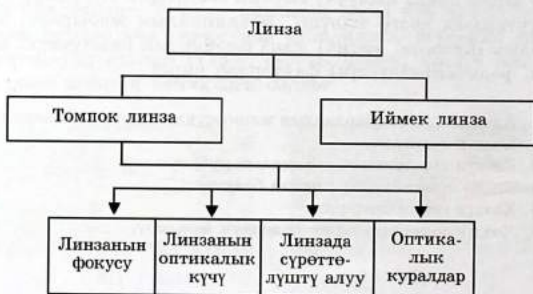 Линза
Томпок линза
Иймек линза
Линзанын
фокусу
Линзанын
оптикалык
күчү
Линзада
сүрөттө-
лүштү алуу
Оптика-
лык
куралдар